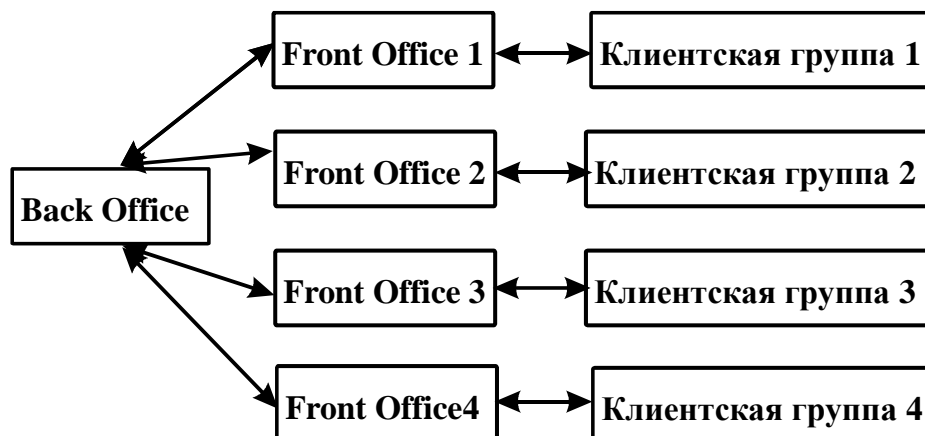 Front Office 1
Клиентская группа 1
Front Office 2
Клиентская группа 2
Back Office
Front Office 3
Клиентская группа 3
Front Office4
Клиентская группа 4